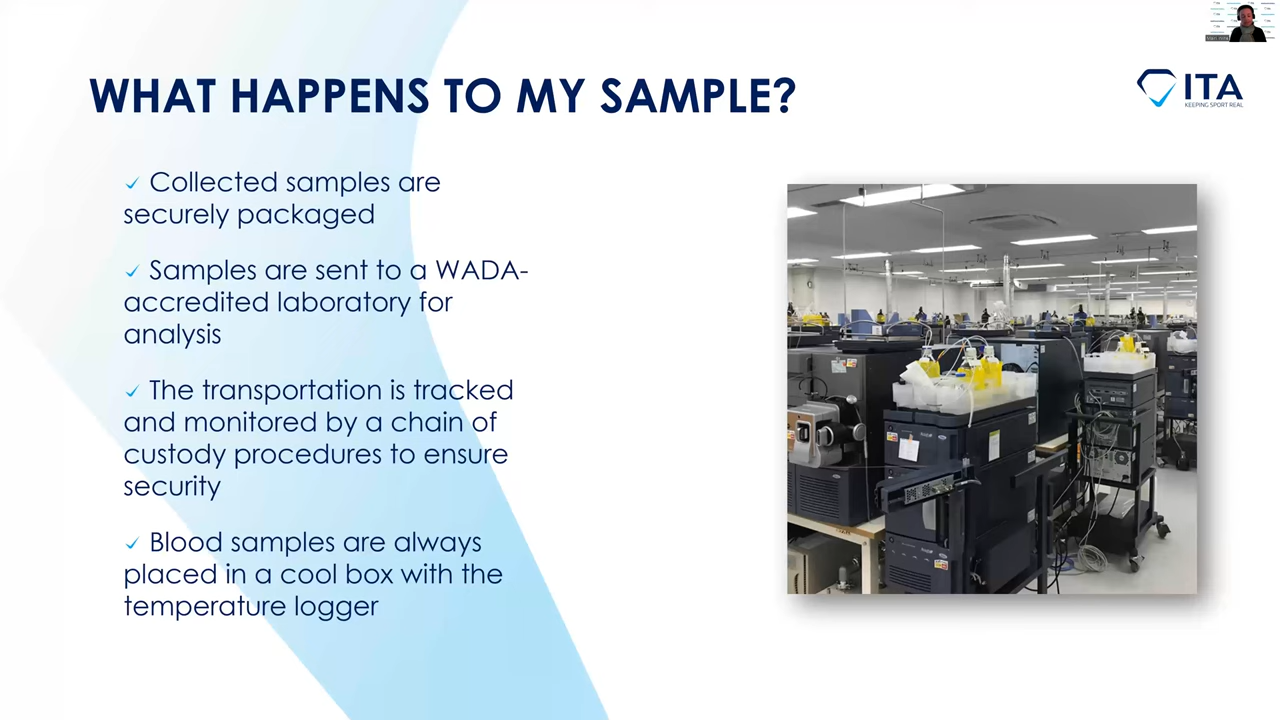 WHAT HAPPENS TO MY SAMPLE?
ITA
KEEPING SPORT REAL
✓ Collected samples are
securely packaged
✓ Samples are sent to a WADA-
accredited laboratory for
analysis
✓ The transportation is tracked
and monitored by a chain of
custody procedures to ensure
security
✓ Blood samples are always
placed in a cool box with the
temperature logger